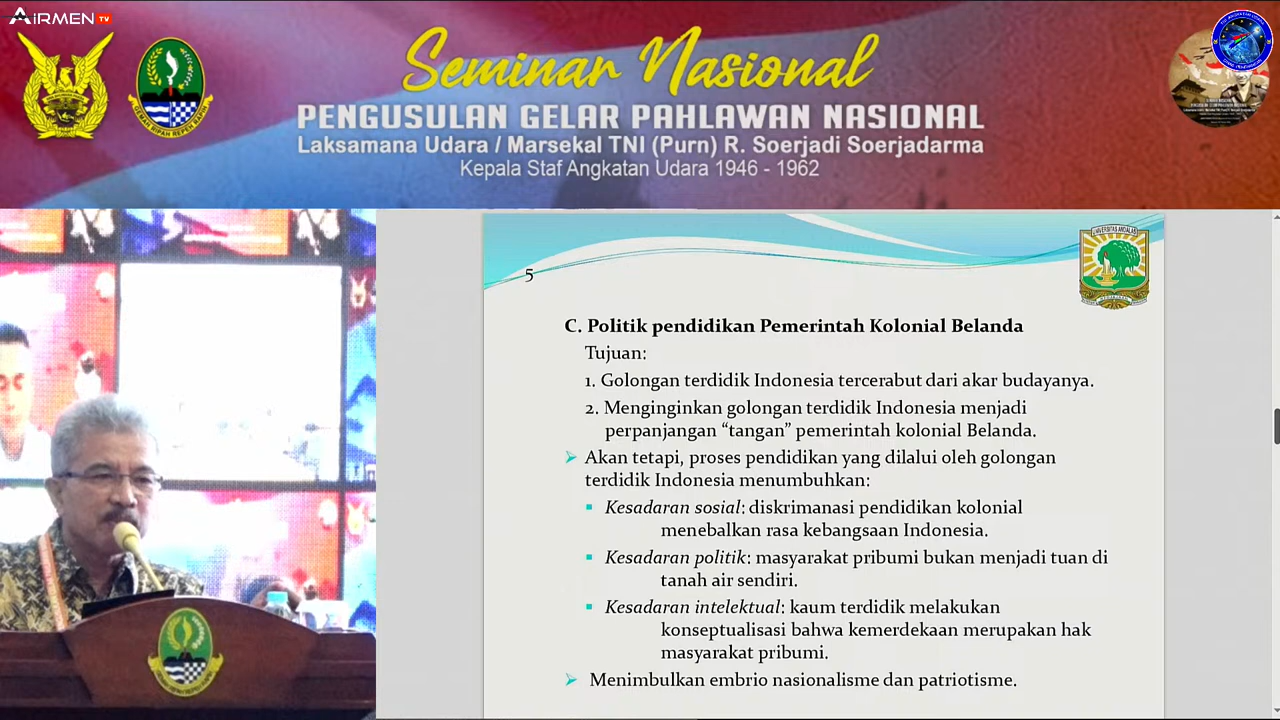 AiRMEN TV
Seminar Nasional
PENGUSULAN GELAR PAHLAWAN NASIONAL
Laksamana Udara / Marsekal TNI (Purn) R. Soerjadi Soerjadarma
Kepala Staf Angkatan Udara 1946 - 1962
5
UNIVERSITAS ANDALAS
C. Politik pendidikan Pemerintah Kolonial Belanda
Tujuan:
1. Golongan terdidik Indonesia tercerabut dari akar budayanya.
2. Menginginkan golongan terdidik Indonesia menjadi
perpanjangan “tangan” pemerintah kolonial Belanda.
Akan tetapi, proses pendidikan yang dilalui oleh golongan
terdidik Indonesia menumbuhkan:
Kesadaran sosial: diskrimanasi pendidikan kolonial
menebalkan rasa kebangsaan Indonesia.
Kesadaran politik: masyarakat pribumi bukan menjadi tuan di
tanah air sendiri.
Kesadaran intelektual: kaum terdidik melakukan
konseptualisasi bahwa kemerdekaan merupakan hak
masyarakat pribumi.
Menimbulkan embrio nasionalisme dan patriotisme.